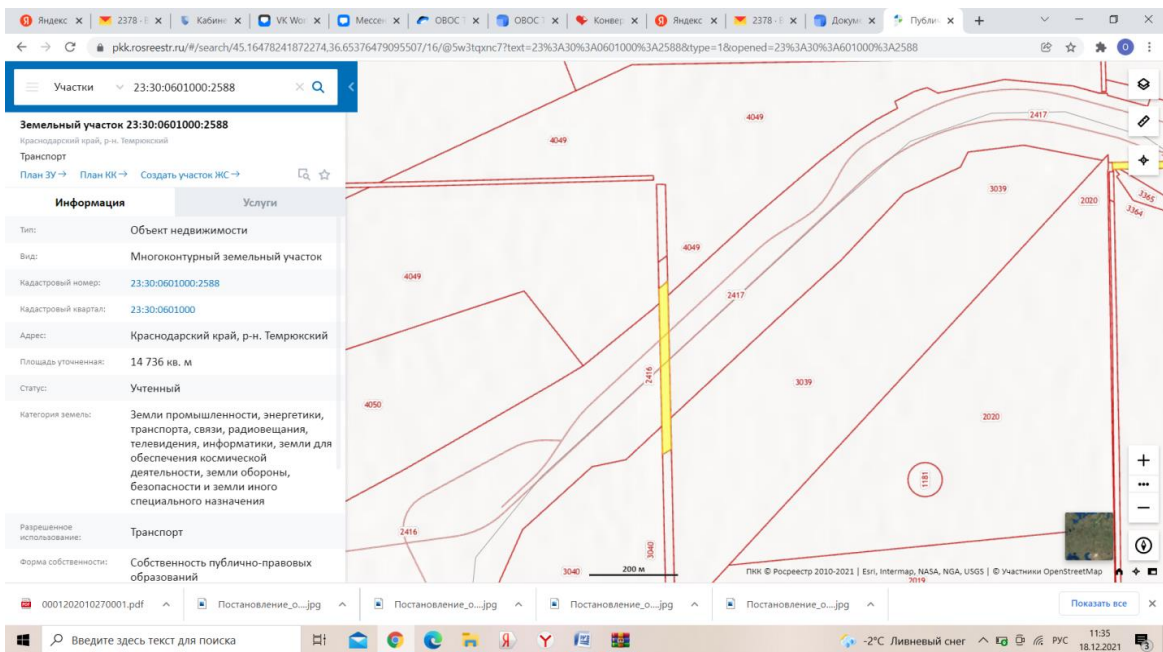 Яндекс
2378 - В
Кабине
VK Wor
Мессен
ОВОС Т
ОВОС Т
Конвер
Яндекс
2378 - В
Докум
Публич
pkk.rosreestr.ru/#/search/45.16478241872274,36.65376479095507/16/@5w3tqxnc7?text=23%3A30%3A0601000%3A2588&type=1&opened=23%3A30%3A601000%3A2588
О
Участки
23:30:0601000:2588
Земельный участок 23:30:0601000:2588
Краснодарский край, р-н. Темрюкский
Транспорт
План ЗУ → План КК → Создать участок ЖС →
Информация Услуги
Тип: Объект недвижимости
Вид: Многоконтурный земельный участок
Кадастровый номер: 23:30:0601000:2588
Кадастровый квартал: 23:30:0601000
Адрес: Краснодарский край, р-н. Темрюкский
Площадь уточненная: 14 736 кв. м
Статус: Учтенный
Категория земель: Земли промышленности, энергетики,
транспорта, связи, радиовещания,
телевидения, информатики, земли для
обеспечения космической
деятельности, земли обороны,
безопасности и земли иного
специального назначения
Разрешенное
использование: Транспорт
Форма собственности: Собственность публично-правовых
образований
4049
4049
2417
3039
2020
3365
3364
4049
4049
2417
2416
3039
4050
2020
1181
2416
3040
3040
200 м
2019
ПКК © Росреестр 2010-2021 | Esri, Intermap, NASA, NGA, USGS | © Участники OpenStreetMap
0001202010270001.pdf
Постановление_о....jpg
Постановление_о....jpg
Постановление_о....jpg
Постановление_о....jpg
Показать все
Введите здесь текст для поиска
-2°C Ливневый снег
РУС
11:35
18.12.2021
3